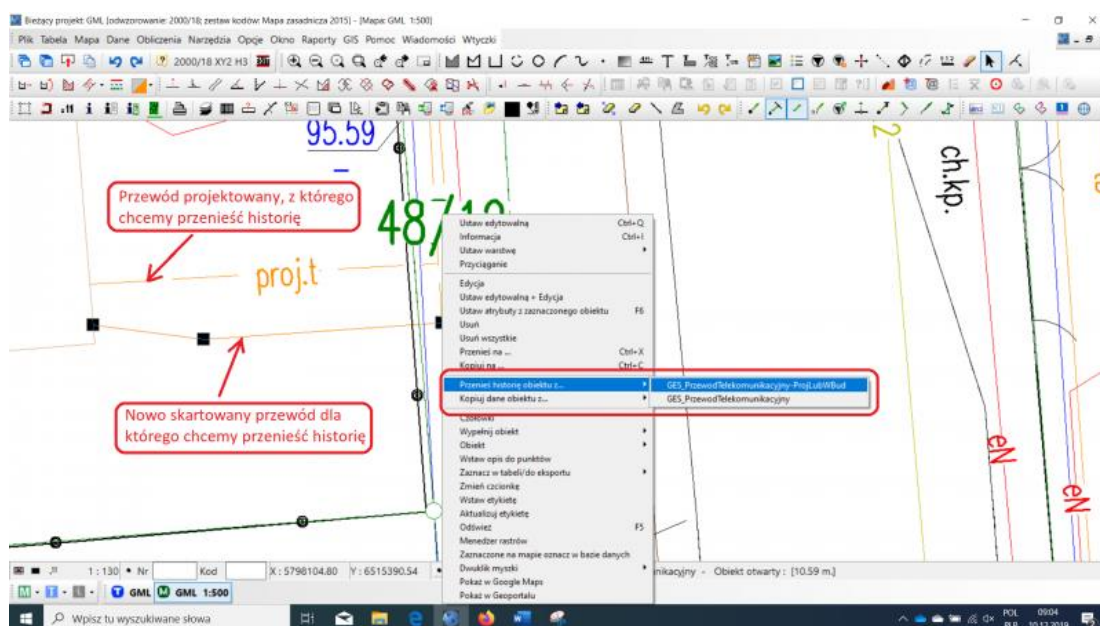 Bieżący projekt: GML (odwzorowanie: 2000/18; zestaw kodów: Mapa zasadnicza 2015) - [Mapa: GML 1:500]
Plik Tabela Mapa Dane Obliczenia Narzędzia Opcje Okno Raporty GIS Pomoc Wiadomości Wtyczki
2000/18 XY2 H3
95.59
Przewód projektowany, z którego
chcemy przenieść historię
proj.t
ch.kp.
2
Nowo skartowany przewód dla
którego chcemy przenieść historię
Ustaw edytowalną Ctrl+Q
Informacja Ctrl+I
Ustaw warstwę
Przyciąganie
Edycja
Ustaw edytowalną + Edycja
Ustaw atrybuty z zaznaczonego obiektu F6
Usuń
Usuń wszystkie
Przenieś na ... Ctrl+X
Kopiuj na ... Ctrl+C
Przenieś historię obiektu z...
Kopiuj dane obiektu z...
GES_PrzewodTelekomunikacyjny-ProjLubWBud
GES_PrzewodTelekomunikacyjny
Czołówki
Wypełnij obiekt
Obiekt
Wstaw opis do punktów
Zaznacz w tabeli/do eksportu
Zmień czcionkę
Wstaw etykietę
Aktualizuj etykietę
Odśwież F5
Menedżer rastrów
Zaznaczone na mapie oznacz w bazie danych
Dwuklik myszki
Pokaż w Google Maps
Pokaż w Geoportalu
eN
eN
1 : 130 Nr Kod X : 5798104.80 Y : 6515390.54
nikacyjny - Obiekt otwarty : [10.59 m.]
GML GML 1:500
Wpisz tu wyszukiwane słowa
POL 09:04
PLP 10.12.2019